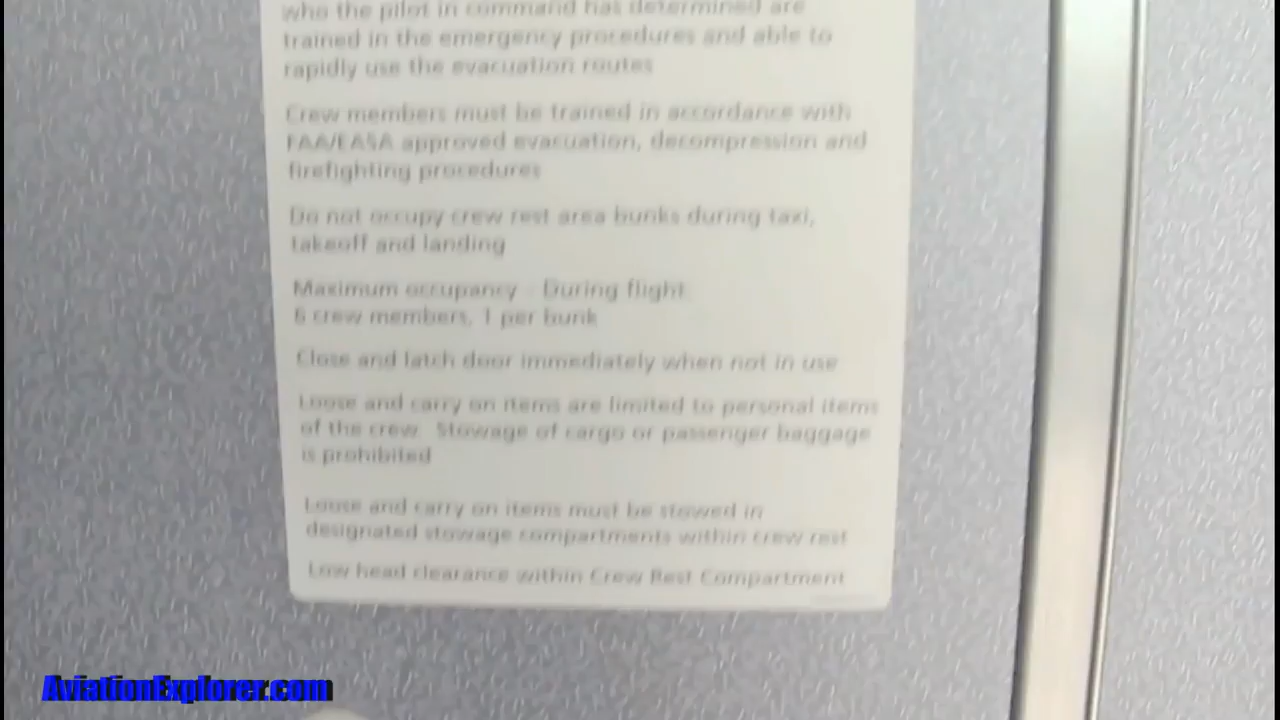 who the pilot in command has determined are
trained in the emergency procedures and able to
rapidly use the evacuation routes
Crew members must be trained in accordance with
FAA/EASA approved evacuation, decompression and
firefighting procedures
Do not occupy crew rest area bunks during taxi,
takeoff and landing
Maximum occupancy : During flight:
6 crew members, 1 per bunk
Close and latch door immediately when not in use
Loose and carry on items are limited to personal items
of the crew. Stowage of cargo or passenger baggage
is prohibited
Loose and carry on items must be stowed in
designated stowage compartments within crew rest
Low head clearance within Crew Rest Compartment
AviationExplorer.com